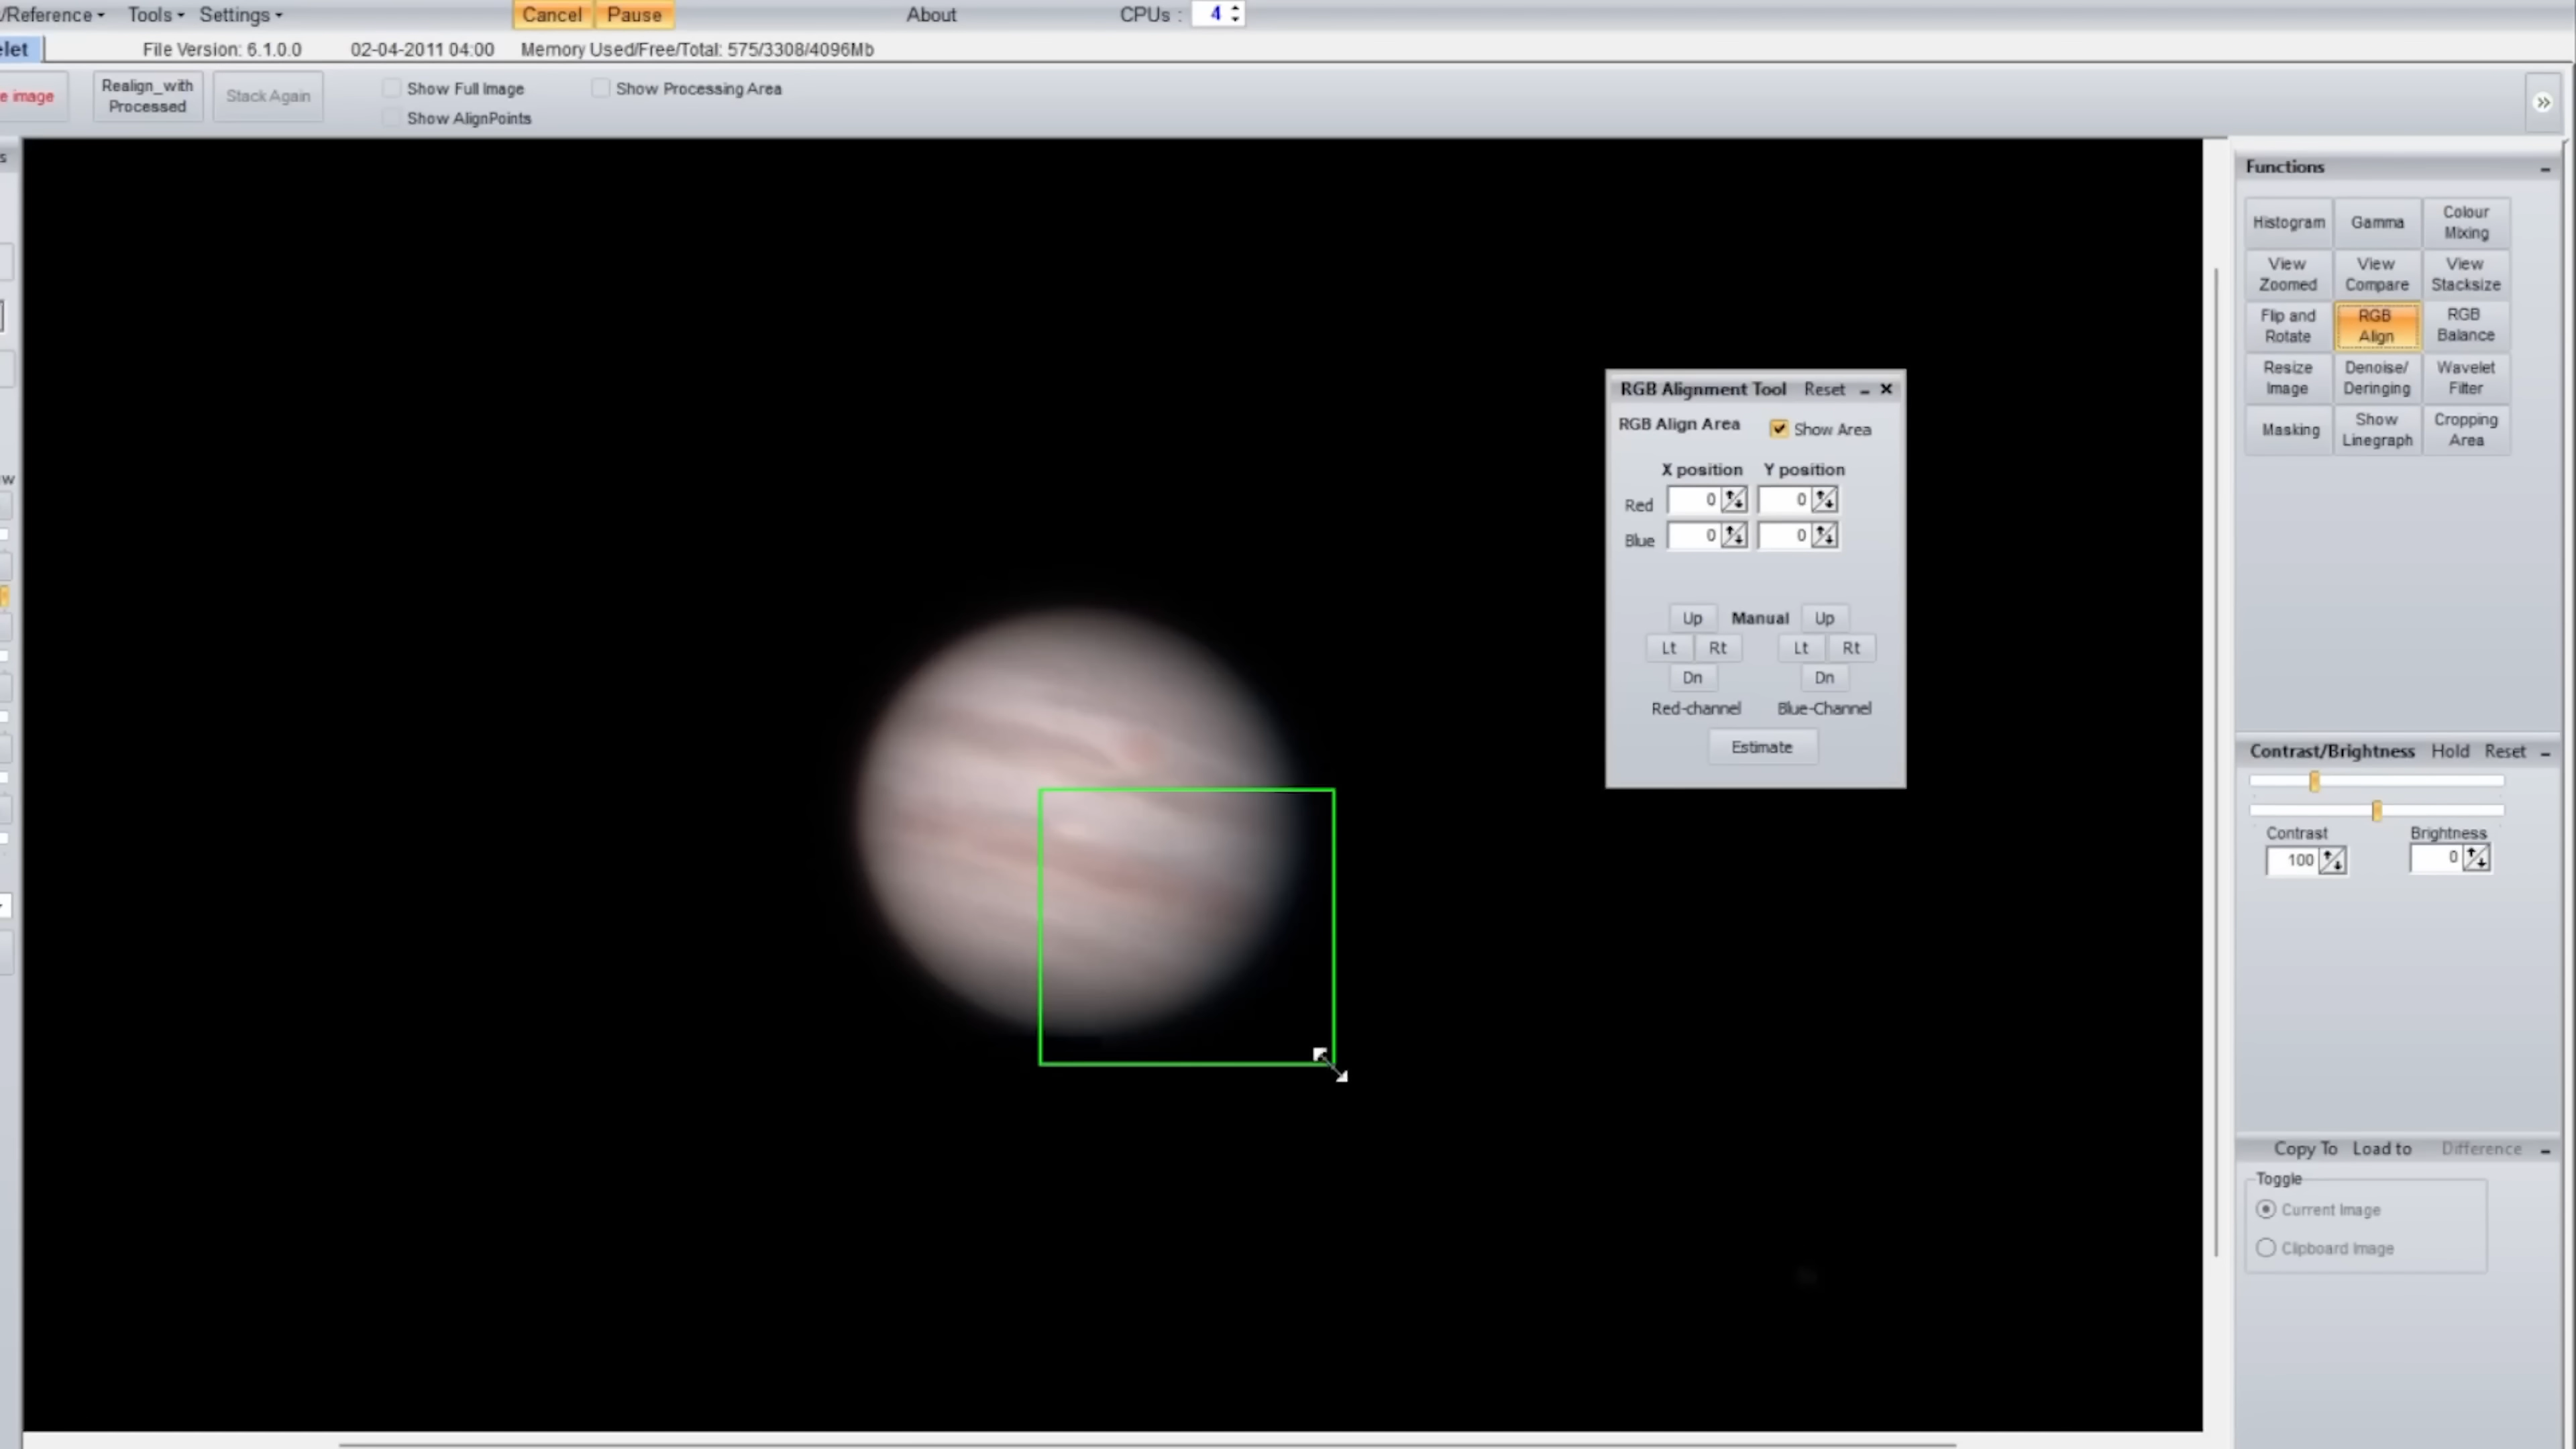 /Reference Tools Settings Cancel Pause About CPUs : 4
elet File Version: 6.1.0.0 02-04-2011 04:00 Memory Used/Free/Total: 575/3308/4096Mb
e image Realign_with Processed Stack Again Show Full Image Show Processing Area
Show AlignPoints
s
w
RGB Alignment Tool Reset
RGB Align Area Show Area
X position Y position
Red 0 0
Blue 0 0
Up Manual Up
Lt Rt Lt Rt
Dn Dn
Red-channel Blue-Channel
Estimate
Functions
Histogram Gamma Colour Mixing
View Zoomed View Compare View Stacksize
Flip and Rotate RGB Align RGB Balance
Resize Image Denoise/ Deringing Wavelet Filter
Masking Show Linegraph Cropping Area
Contrast/Brightness Hold Reset
Contrast Brightness
100 0
Copy To Load to Difference
Toggle
Current Image
Clipboard Image